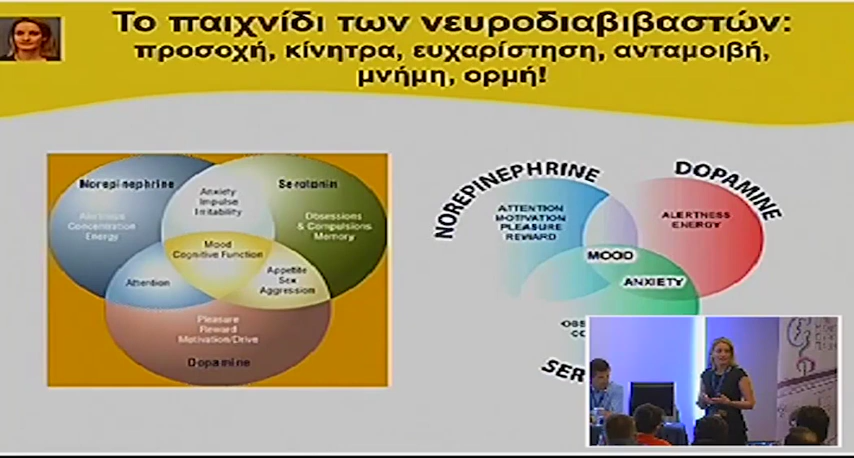 Το παιχνίδι των νευροδιαβιβαστών:
προσοχή, κίνητρα, ευχαρίστηση, ανταμοιβή,
μνήμη, ορμή!
Norepinephrine
Alertness
Concentration
Energy
Anxiety
Impulse
Irritability
Serotonin
Obsessions
& Compulsions
Memory
Mood
Cognitive Function
Attention
Appetite
Sex
Aggression
Pleasure
Reward
Motivation/Drive
Dopamine
NOREPINEPHRINE
ATTENTION
MOTIVATION
PLEASURE
REWARD
DOPAMINE
ALERTNESS
ENERGY
MOOD
ANXIETY